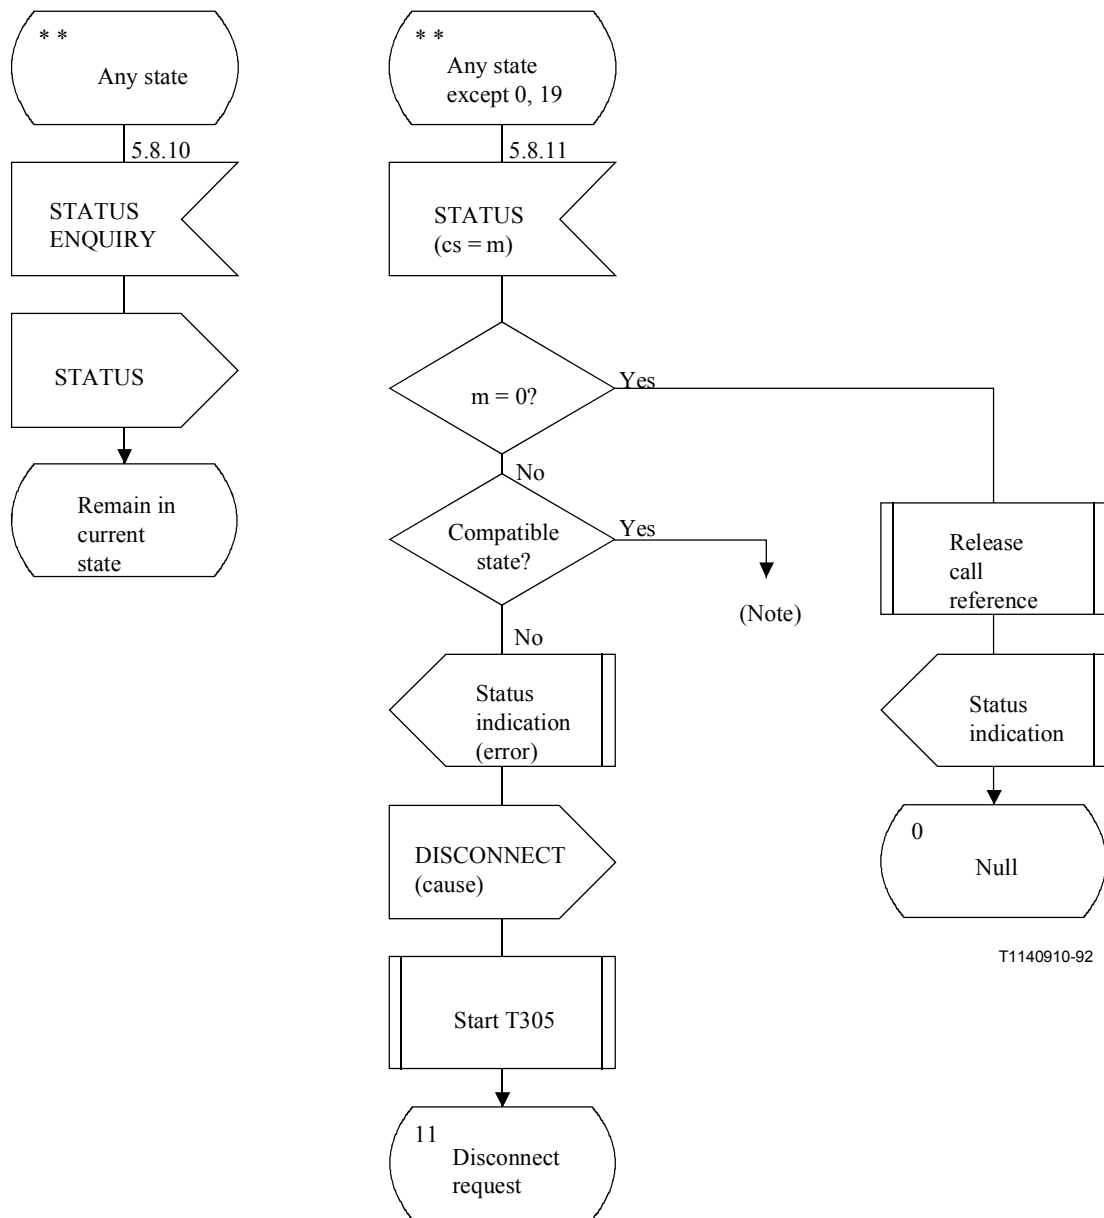 * *
Any state
5.8.10
STATUS
ENQUIRY
STATUS
Remain in
current
state
* *
Any state
except 0, 19
5.8.11
STATUS
(cs = m)
m = 0?
Yes
No
Compatible
state?
Yes
(Note)
No
Status
indication
(error)
DISCONNECT
(cause)
Start T305
11
Disconnect
request
Release
call
reference
Status
indication
0
Null
T1140910-92